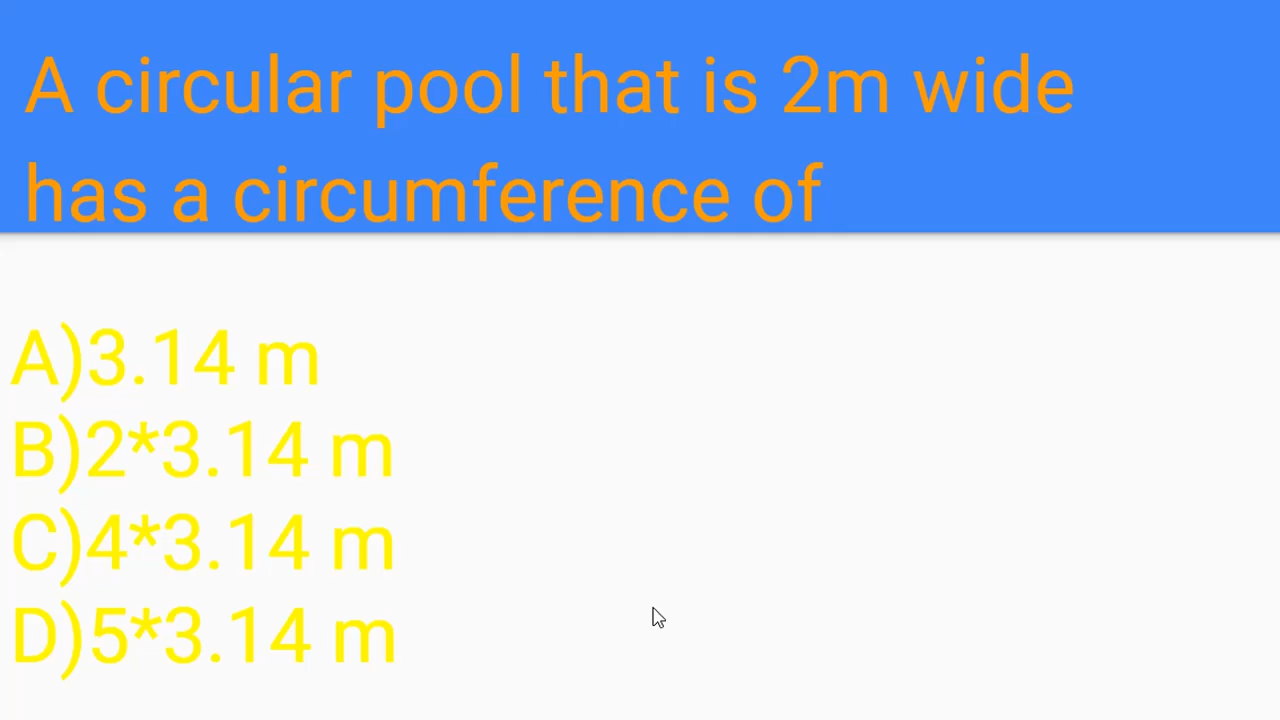 A circular pool that is 2m wide
has a circumference of
A)3.14 m
B)2*3.14 m
C)4*3.14 m
D)5*3.14 m